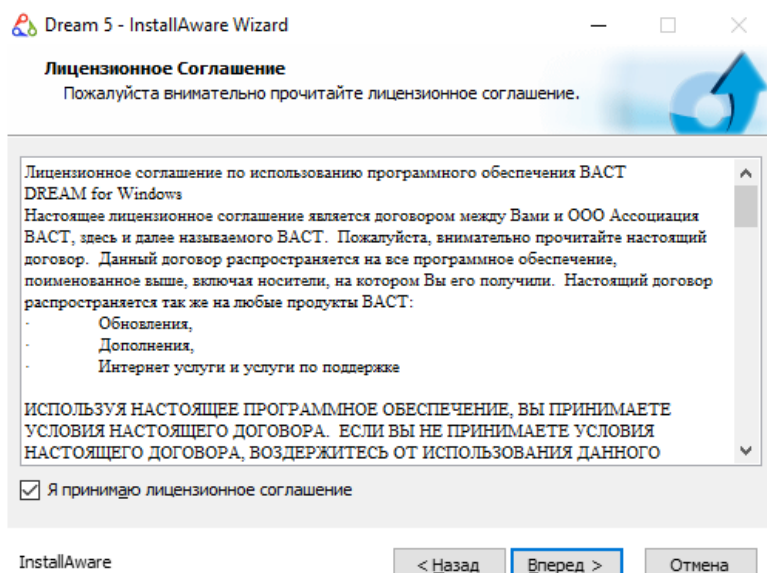 Dream 5 - InstallAware Wizard
Лицензионное Соглашение
Пожалуйста внимательно прочитайте лицензионное соглашение.
Лицензионное соглашение по использованию программного обеспечения ВАСТ
DREAM for Windows
Настоящее лицензионное соглашение является договором между Вами и ООО Ассоциация
ВАСТ, здесь и далее называемого ВАСТ. Пожалуйста, внимательно прочитайте настоящий
договор. Данный договор распространяется на все программное обеспечение,
поименованное выше, включая носители, на котором Вы его получили. Настоящий договор
распространяется так же на любые продукты ВАСТ:
· Обновления,
· Дополнения,
· Интернет услуги и услуги по поддержке
ИСПОЛЬЗУЯ НАСТОЯЩЕЕ ПРОГРАММНОЕ ОБЕСПЕЧЕНИЕ, ВЫ ПРИНИМАЕТЕ
УСЛОВИЯ НАСТОЯЩЕГО ДОГОВОРА. ЕСЛИ ВЫ НЕ ПРИНИМАЕТЕ УСЛОВИЯ
НАСТОЯЩЕГО ДОГОВОРА, ВОЗДЕРЖИТЕСЬ ОТ ИСПОЛЬЗОВАНИЯ ДАННОГО
Я принимаю лицензионное соглашение
InstallAware
< Назад
Вперед >
Отмена